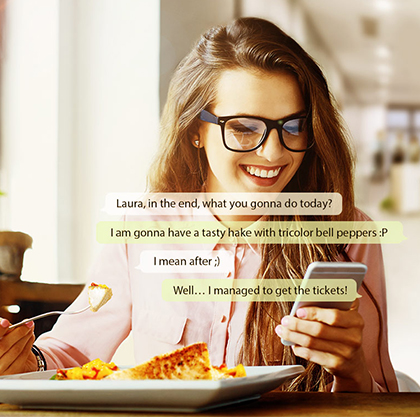 Laura, in the end, what you gonna do today?
I am gonna have a tasty hake with tricolor bell peppers :P
I mean after ;)
Well... I managed to get the tickets!